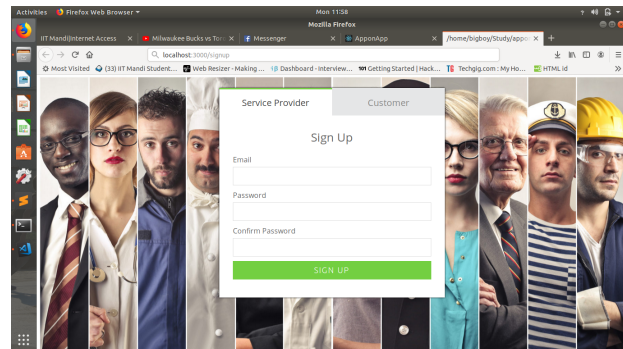 Activities Firefox Web Browser Mon 11:58
Mozilla Firefox
IIT Mandi|Internet Access Milwaukee Bucks vs Toro Messenger ApponApp /home/bigboy/Study/appo
localhost:3000/signup
Most Visited (33) IIT Mandi Student... Web Resizer - Making ... Dashboard - Interview... Getting Started | Hack... Techgig.com : My Ho... HTML id
Service Provider Customer
Sign Up
Email
Password
Confirm Password
SIGN UP